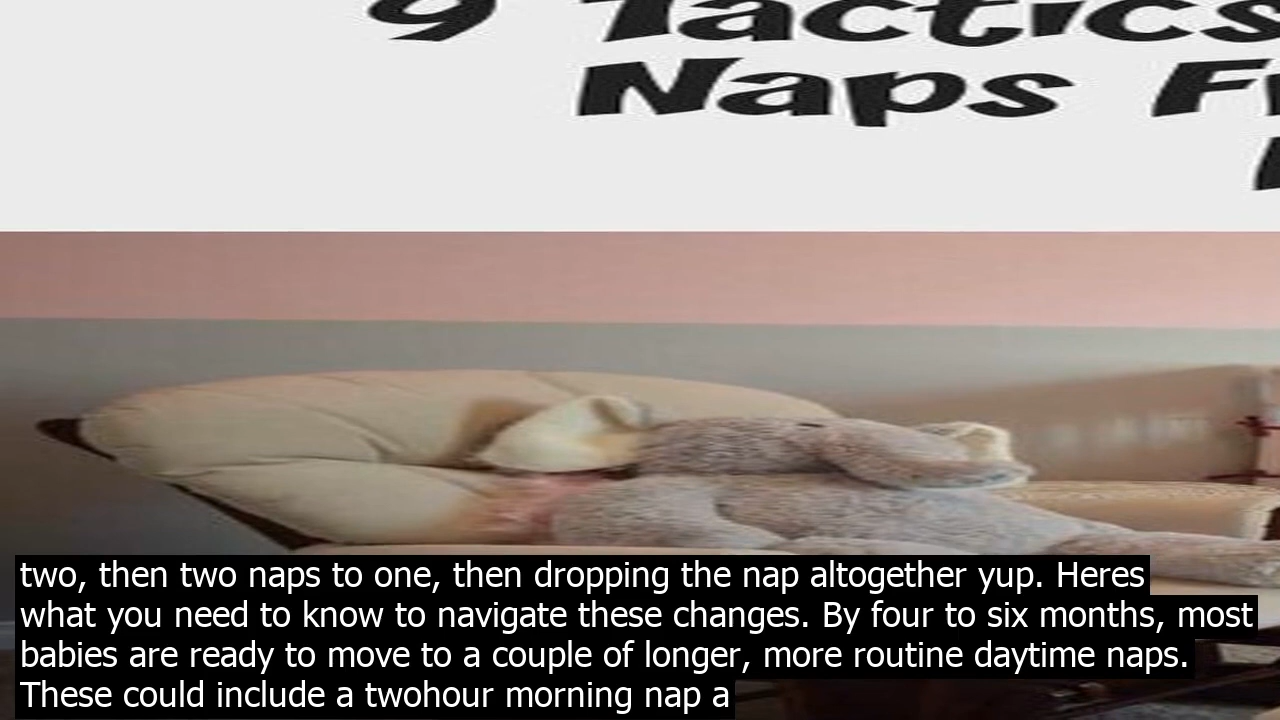 9 Tactics
Naps
two, then two naps to one, then dropping the nap altogether yup. Heres
what you need to know to navigate these changes. By four to six months, most
babies are ready to move to a couple of longer, more routine daytime naps.
These could include a twohour morning nap a